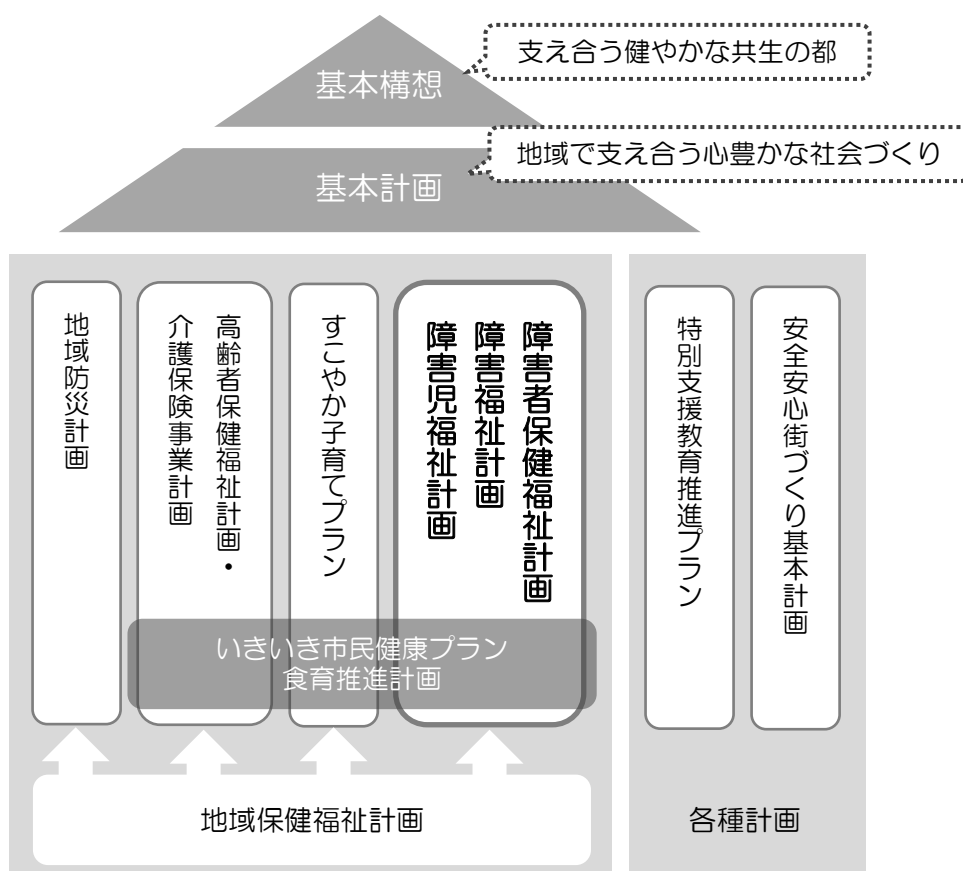 基本構想
支え合う健やかな共生の都
基本計画
地域で支え合う心豊かな社会づくり
地域防災計画
高齢者保健福祉計画・
介護保険事業計画
すこやか子育てプラン
障害者保健福祉計画
障害福祉計画
障害児福祉計画
いきいき市民健康プラン
食育推進計画
地域保健福祉計画
特別支援教育推進プラン
安全安心街づくり基本計画
各種計画